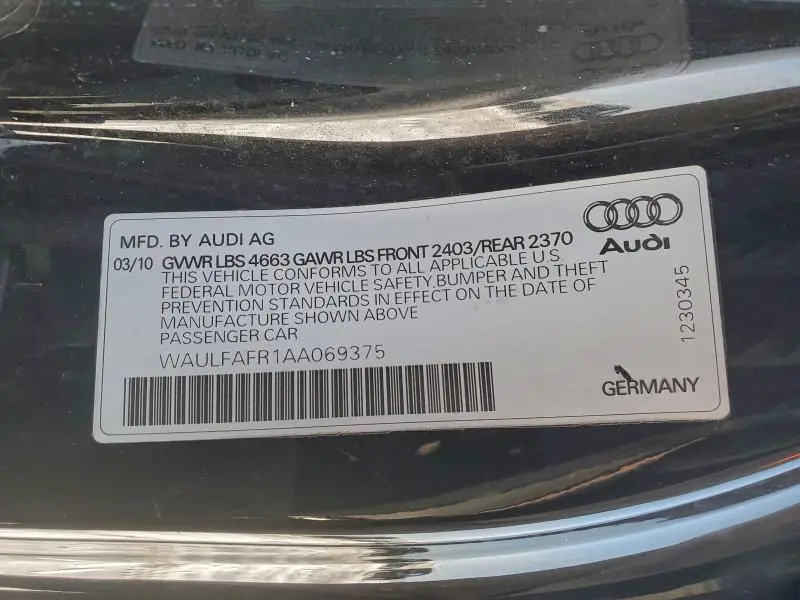 MFD. BY AUDI AG
03/10 GVWR LBS 4663 GAWR LBS FRONT 2403/REAR 2370
THIS VEHICLE CONFORMS TO ALL APPLICABLE U.S.
FEDERAL MOTOR VEHICLE SAFETY,BUMPER AND THEFT
PREVENTION STANDARDS IN EFFECT ON THE DATE OF
MANUFACTURE SHOWN ABOVE
PASSENGER CAR
WAULFAFR1AA069375
Audi
1230345
GERMANY